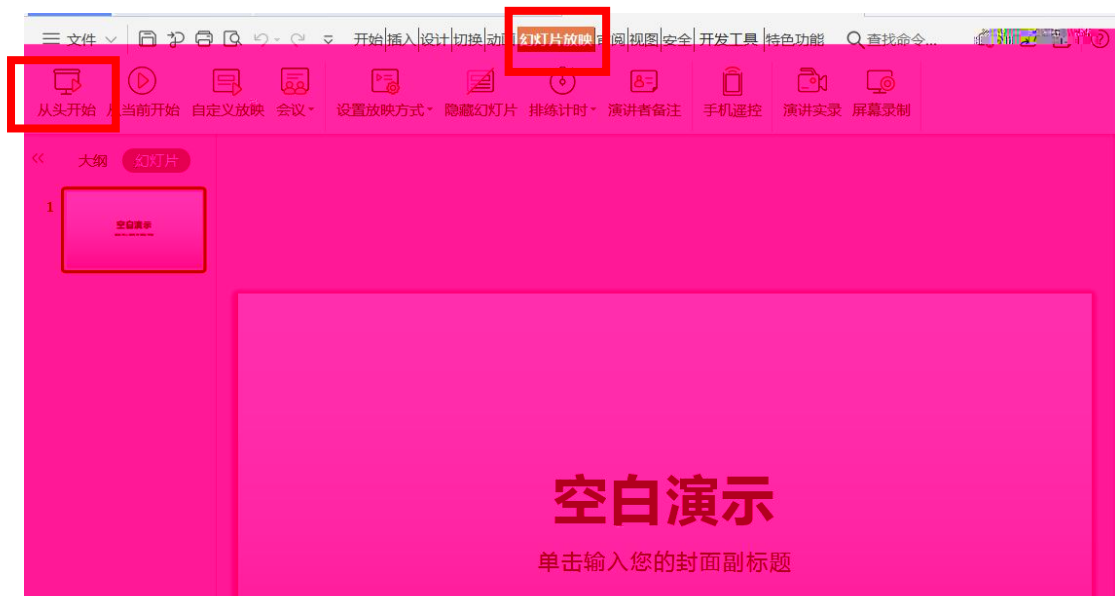 文件 开始 插入 设计 切换 动画 幻灯片放映 审阅 视图 安全 开发工具 特色功能 查找命令...
从头开始 从当前开始 自定义放映 会议 设置放映方式 隐藏幻灯片 排练计时 演讲者备注 手机遥控 演讲实录 屏幕录制
大纲 幻灯片
1
空白演示
空白演示
单击输入您的封面副标题